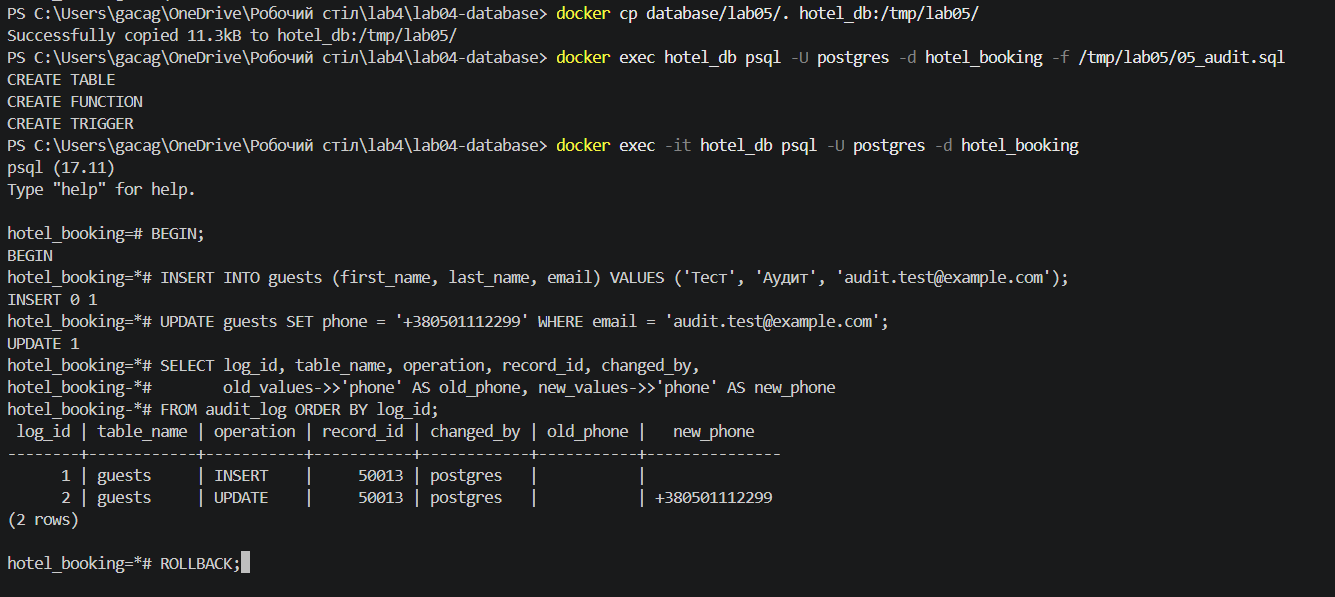 PS C:\Users\gacag\OneDrive\Робочий стіл\lab4\lab04-database> docker cp database/lab05/. hotel_db:/tmp/lab05/
Successfully copied 11.3kB to hotel_db:/tmp/lab05/
PS C:\Users\gacag\OneDrive\Робочий стіл\lab4\lab04-database> docker exec hotel_db psql -U postgres -d hotel_booking -f /tmp/lab05/05_audit.sql
CREATE TABLE
CREATE FUNCTION
CREATE TRIGGER
PS C:\Users\gacag\OneDrive\Робочий стіл\lab4\lab04-database> docker exec -it hotel_db psql -U postgres -d hotel_booking
psql (17.11)
Type "help" for help.

hotel_booking=# BEGIN;
BEGIN
hotel_booking=*# INSERT INTO guests (first_name, last_name, email) VALUES ('Тест', 'Аудит', 'audit.test@example.com');
INSERT 0 1
hotel_booking=*# UPDATE guests SET phone = '+380501112299' WHERE email = 'audit.test@example.com';
UPDATE 1
hotel_booking=*# SELECT log_id, table_name, operation, record_id, changed_by,
hotel_booking-*#        old_values->>'phone' AS old_phone, new_values->>'phone' AS new_phone
hotel_booking-*# FROM audit_log ORDER BY log_id;
 log_id | table_name | operation | record_id | changed_by | old_phone |   new_phone
--------+------------+-----------+-----------+------------+-----------+---------------
      1 | guests     | INSERT    |     50013 | postgres   |           |
      2 | guests     | UPDATE    |     50013 | postgres   |           | +380501112299
(2 rows)

hotel_booking=*# ROLLBACK;